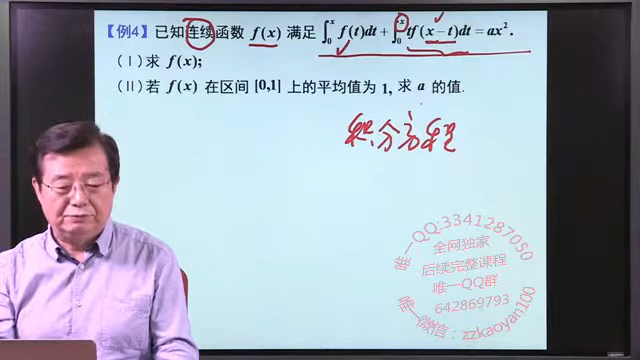 【例4】已知连续函数 f(x) 满足 ∫₀ˣ f(t)dt + ∫₀ˣ tf(x−t)dt = ax².
(Ⅰ) 求 f(x);
(Ⅱ) 若 f(x) 在区间 [0,1] 上的平均值为 1, 求 a 的值.
积分方程
唯一QQ:3341287050
全网独家
后续完整课程
唯一QQ群
642869793
唯一微信: zzkaoyan100